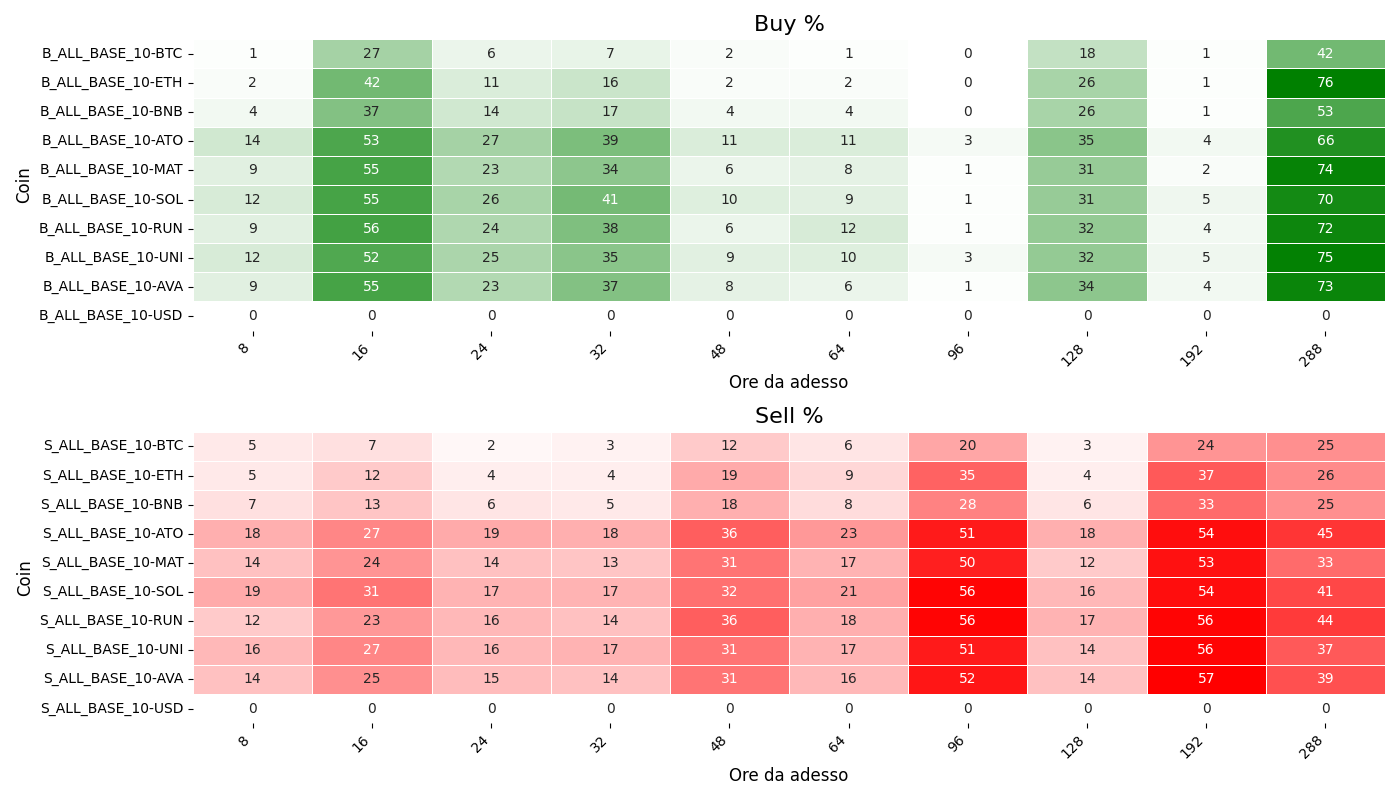 Buy %
Coin
B_ALL_BASE_10-BTC 1 27 6 7 2 1 0 18 1 42
B_ALL_BASE_10-ETH 2 42 11 16 2 2 0 26 1 76
B_ALL_BASE_10-BNB 4 37 14 17 4 4 0 26 1 53
B_ALL_BASE_10-ATO 14 53 27 39 11 11 3 35 4 66
B_ALL_BASE_10-MAT 9 55 23 34 6 8 1 31 2 74
B_ALL_BASE_10-SOL 12 55 26 41 10 9 1 31 5 70
B_ALL_BASE_10-RUN 9 56 24 38 6 12 1 32 4 72
B_ALL_BASE_10-UNI 12 52 25 35 9 10 3 32 5 75
B_ALL_BASE_10-AVA 9 55 23 37 8 6 1 34 4 73
B_ALL_BASE_10-USD 0 0 0 0 0 0 0 0 0 0
8 16 24 32 48 64 96 128 192 288
Ore da adesso
Sell %
Coin
S_ALL_BASE_10-BTC 5 7 2 3 12 6 20 3 24 25
S_ALL_BASE_10-ETH 5 12 4 4 19 9 35 4 37 26
S_ALL_BASE_10-BNB 7 13 6 5 18 8 28 6 33 25
S_ALL_BASE_10-ATO 18 27 19 18 36 23 51 18 54 45
S_ALL_BASE_10-MAT 14 24 14 13 31 17 50 12 53 33
S_ALL_BASE_10-SOL 19 31 17 17 32 21 56 16 54 41
S_ALL_BASE_10-RUN 12 23 16 14 36 18 56 17 56 44
S_ALL_BASE_10-UNI 16 27 16 17 31 17 51 14 56 37
S_ALL_BASE_10-AVA 14 25 15 14 31 16 52 14 57 39
S_ALL_BASE_10-USD 0 0 0 0 0 0 0 0 0 0
8 16 24 32 48 64 96 128 192 288
Ore da adesso